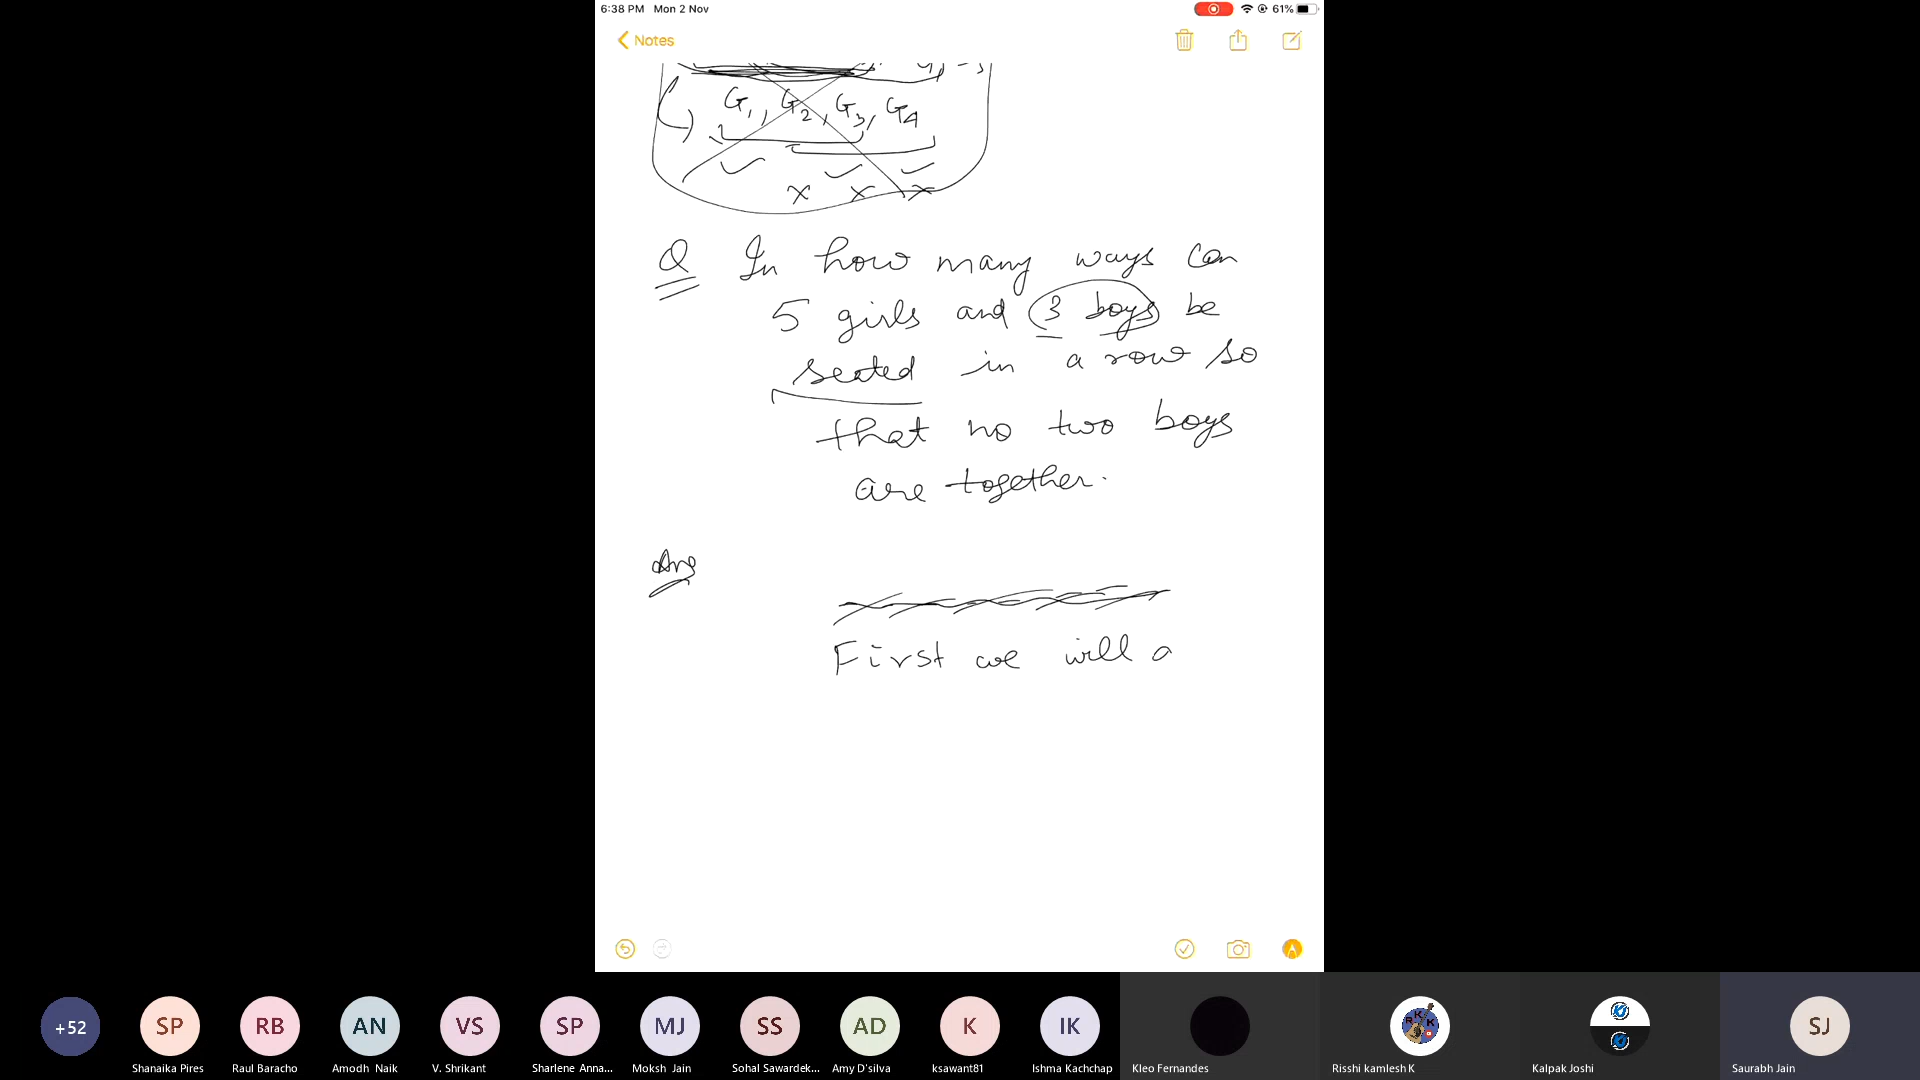 6:38 PM Mon 2 Nov
61%
Notes
G1, G2, G3, G4
Q In how many ways can
5 girls and 3 boys be
seated in a row so
that no two boys
are together.
Ans
First we will a
+52
SP
RB
AN
VS
SP
MJ
SS
AD
K
IK
RKK
SJ
Shanaika Pires
Raul Baracho
Amodh Naik
V. Shrikant
Sharlene Anna...
Moksh Jain
Sohal Sawardek...
Amy D'silva
ksawant81
Ishma Kachchap
Kleo Fernandes
Risshi kamlesh K
Kalpak Joshi
Saurabh Jain